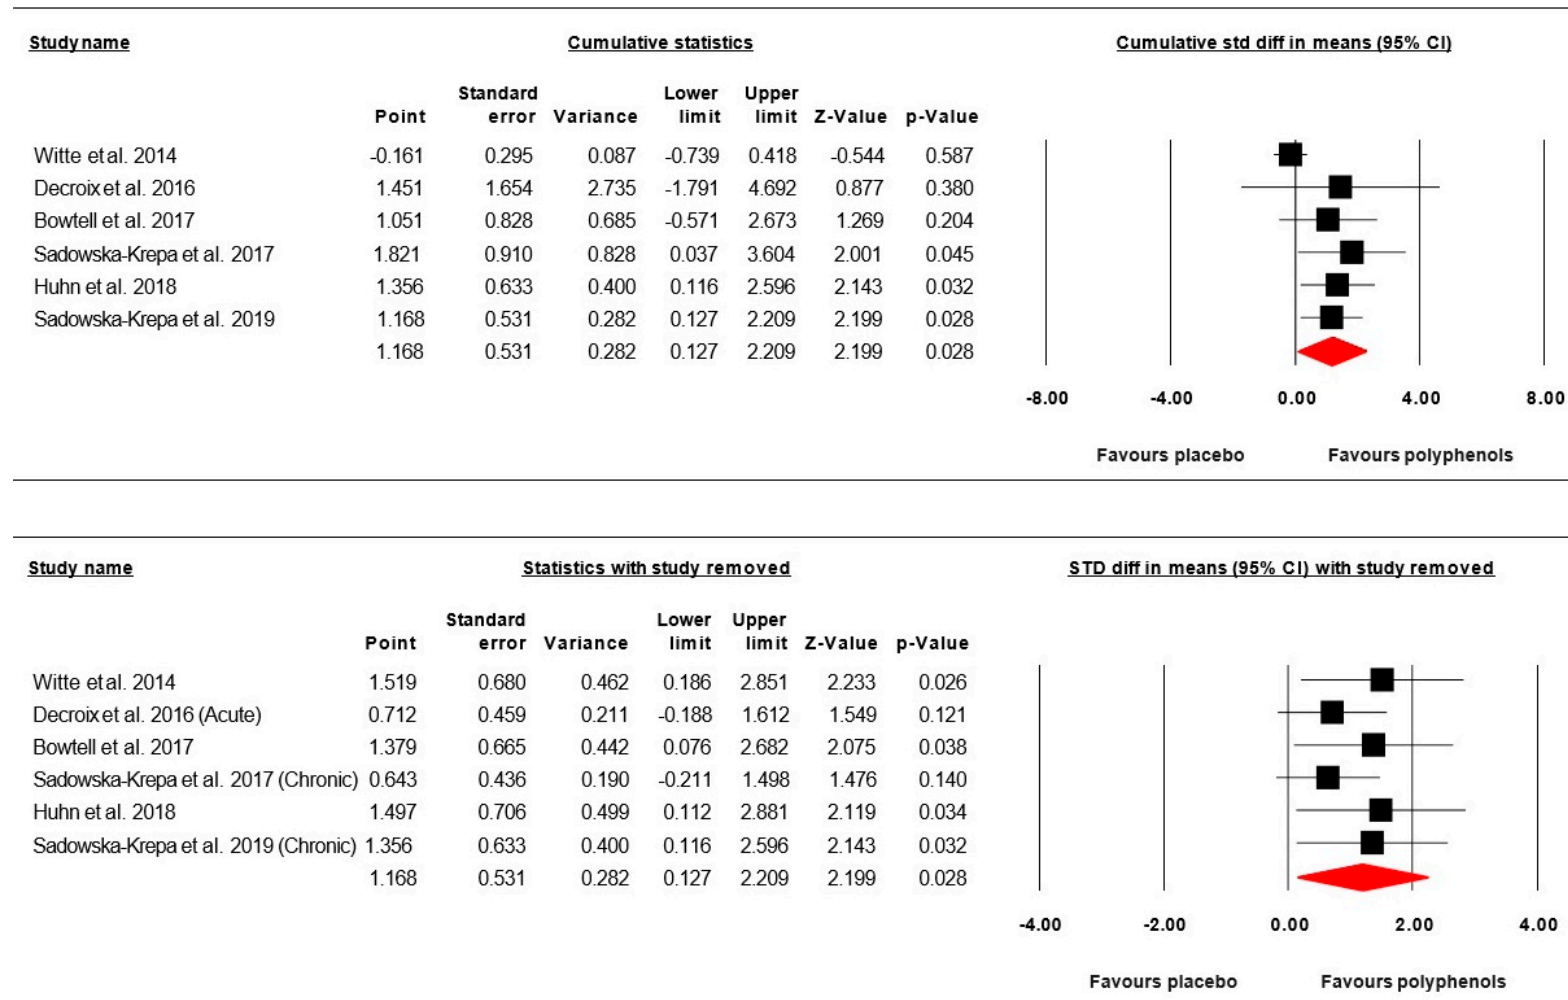 Study name Cumulative statistics Cumulative std diff in means (95% CI)
Standard Lower Upper
Point error Variance limit limit Z-Value p-Value
Witte et al. 2014 -0.161 0.295 0.087 -0.739 0.418 -0.544 0.587
Decroix et al. 2016 1.451 1.654 2.735 -1.791 4.692 0.877 0.380
Bowtell et al. 2017 1.051 0.828 0.685 -0.571 2.673 1.269 0.204
Sadowska-Krepa et al. 2017 1.821 0.910 0.828 0.037 3.604 2.001 0.045
Huhn et al. 2018 1.356 0.633 0.400 0.116 2.596 2.143 0.032
Sadowska-Krepa et al. 2019 1.168 0.531 0.282 0.127 2.209 2.199 0.028
1.168 0.531 0.282 0.127 2.209 2.199 0.028
-8.00 -4.00 0.00 4.00 8.00
Favours placebo Favours polyphenols
Study name Statistics with study removed STD diff in means (95% CI) with study removed
Standard Lower Upper
Point error Variance limit limit Z-Value p-Value
Witte et al. 2014 1.519 0.680 0.462 0.186 2.851 2.233 0.026
Decroix et al. 2016 (Acute) 0.712 0.459 0.211 -0.188 1.612 1.549 0.121
Bowtell et al. 2017 1.379 0.665 0.442 0.076 2.682 2.075 0.038
Sadowska-Krepa et al. 2017 (Chronic) 0.643 0.436 0.190 -0.211 1.498 1.476 0.140
Huhn et al. 2018 1.497 0.706 0.499 0.112 2.881 2.119 0.034
Sadowska-Krepa et al. 2019 (Chronic) 1.356 0.633 0.400 0.116 2.596 2.143 0.032
1.168 0.531 0.282 0.127 2.209 2.199 0.028
-4.00 -2.00 0.00 2.00 4.00
Favours placebo Favours polyphenols